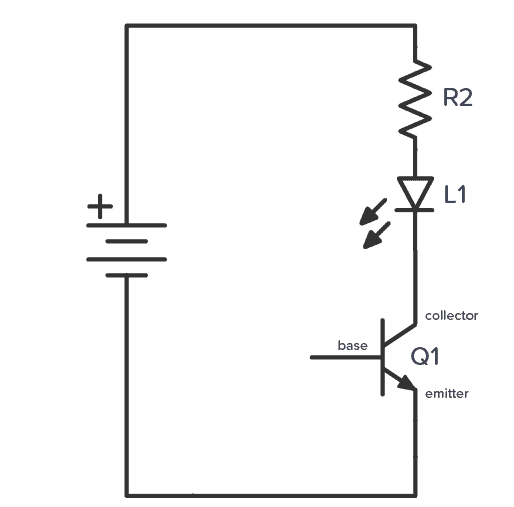 R2
L1
+
collector
base
Q1
emitter